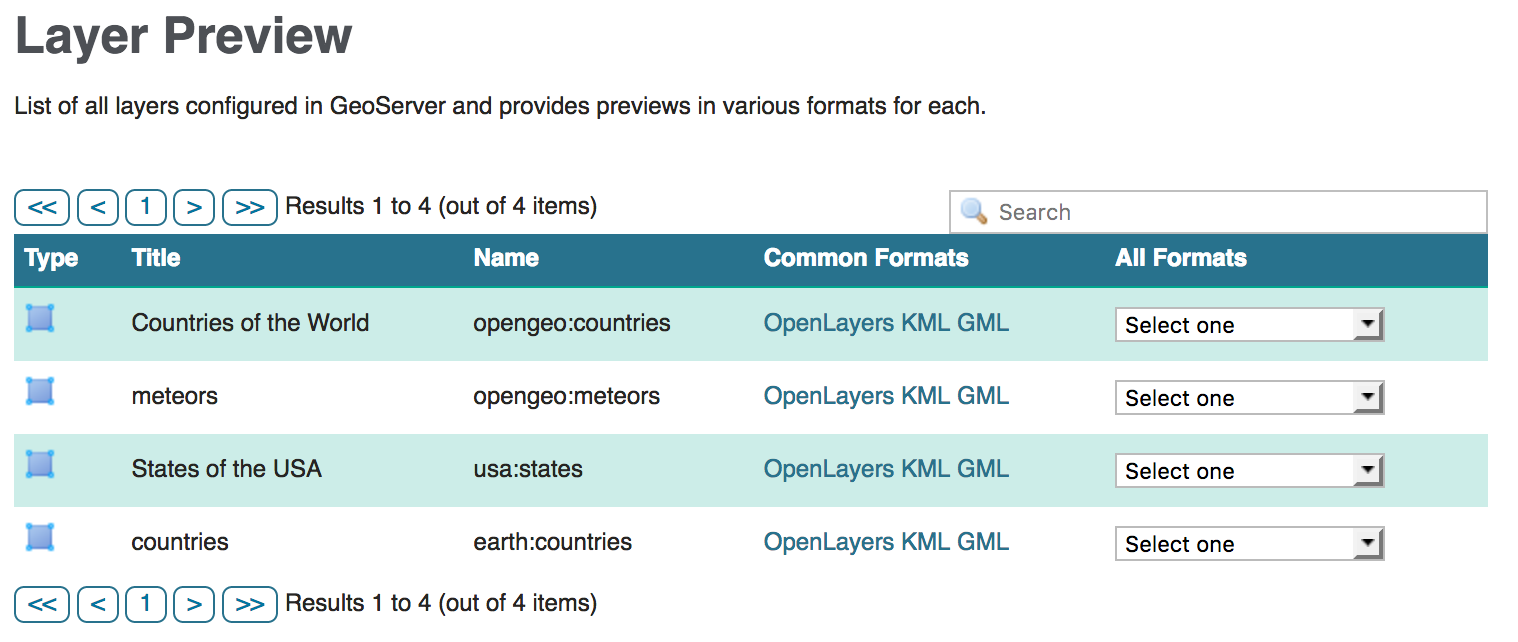 Layer Preview
List of all layers configured in GeoServer and provides previews in various formats for each.
<< < 1 > >> Results 1 to 4 (out of 4 items) Search
Type Title Name Common Formats All Formats
Countries of the World opengeo:countries OpenLayers KML GML Select one
meteors opengeo:meteors OpenLayers KML GML Select one
States of the USA usa:states OpenLayers KML GML Select one
countries earth:countries OpenLayers KML GML Select one
<< < 1 > >> Results 1 to 4 (out of 4 items)